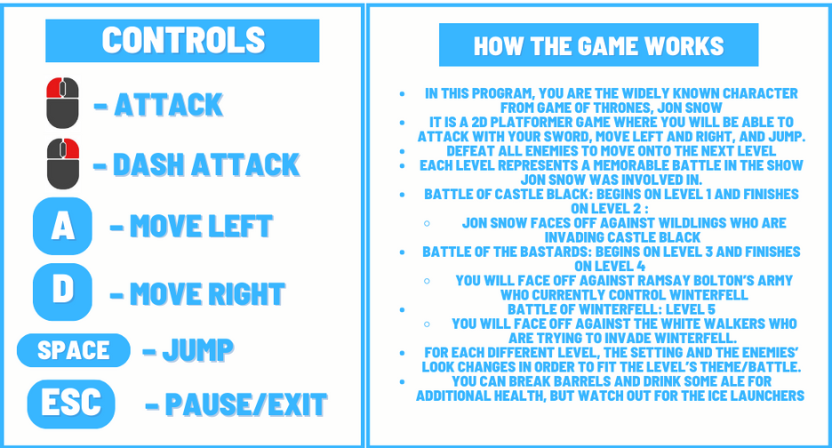 CONTROLS
– ATTACK
– DASH ATTACK
A – MOVE LEFT
D – MOVE RIGHT
SPACE – JUMP
ESC – PAUSE/EXIT
HOW THE GAME WORKS
• IN THIS PROGRAM, YOU ARE THE WIDELY KNOWN CHARACTER
FROM GAME OF THRONES, JON SNOW
• IT IS A 2D PLATFORMER GAME WHERE YOU WILL BE ABLE TO
ATTACK WITH YOUR SWORD, MOVE LEFT AND RIGHT, AND JUMP.
• DEFEAT ALL ENEMIES TO MOVE ONTO THE NEXT LEVEL
• EACH LEVEL REPRESENTS A MEMORABLE BATTLE IN THE SHOW
JON SNOW WAS INVOLVED IN.
• BATTLE OF CASTLE BLACK: BEGINS ON LEVEL 1 AND FINISHES
ON LEVEL 2 :
◦ JON SNOW FACES OFF AGAINST WILDLINGS WHO ARE
INVADING CASTLE BLACK
• BATTLE OF THE BASTARDS: BEGINS ON LEVEL 3 AND FINISHES
ON LEVEL 4
◦ YOU WILL FACE OFF AGAINST RAMSAY BOLTON'S ARMY
WHO CURRENTLY CONTROL WINTERFELL
• BATTLE OF WINTERFELL: LEVEL 5
◦ YOU WILL FACE OFF AGAINST THE WHITE WALKERS WHO
ARE TRYING TO INVADE WINTERFELL.
• FOR EACH DIFFERENT LEVEL, THE SETTING AND THE ENEMIES'
LOOK CHANGES IN ORDER TO FIT THE LEVEL'S THEME/BATTLE.
• YOU CAN BREAK BARRELS AND DRINK SOME ALE FOR
ADDITIONAL HEALTH, BUT WATCH OUT FOR THE ICE LAUNCHERS